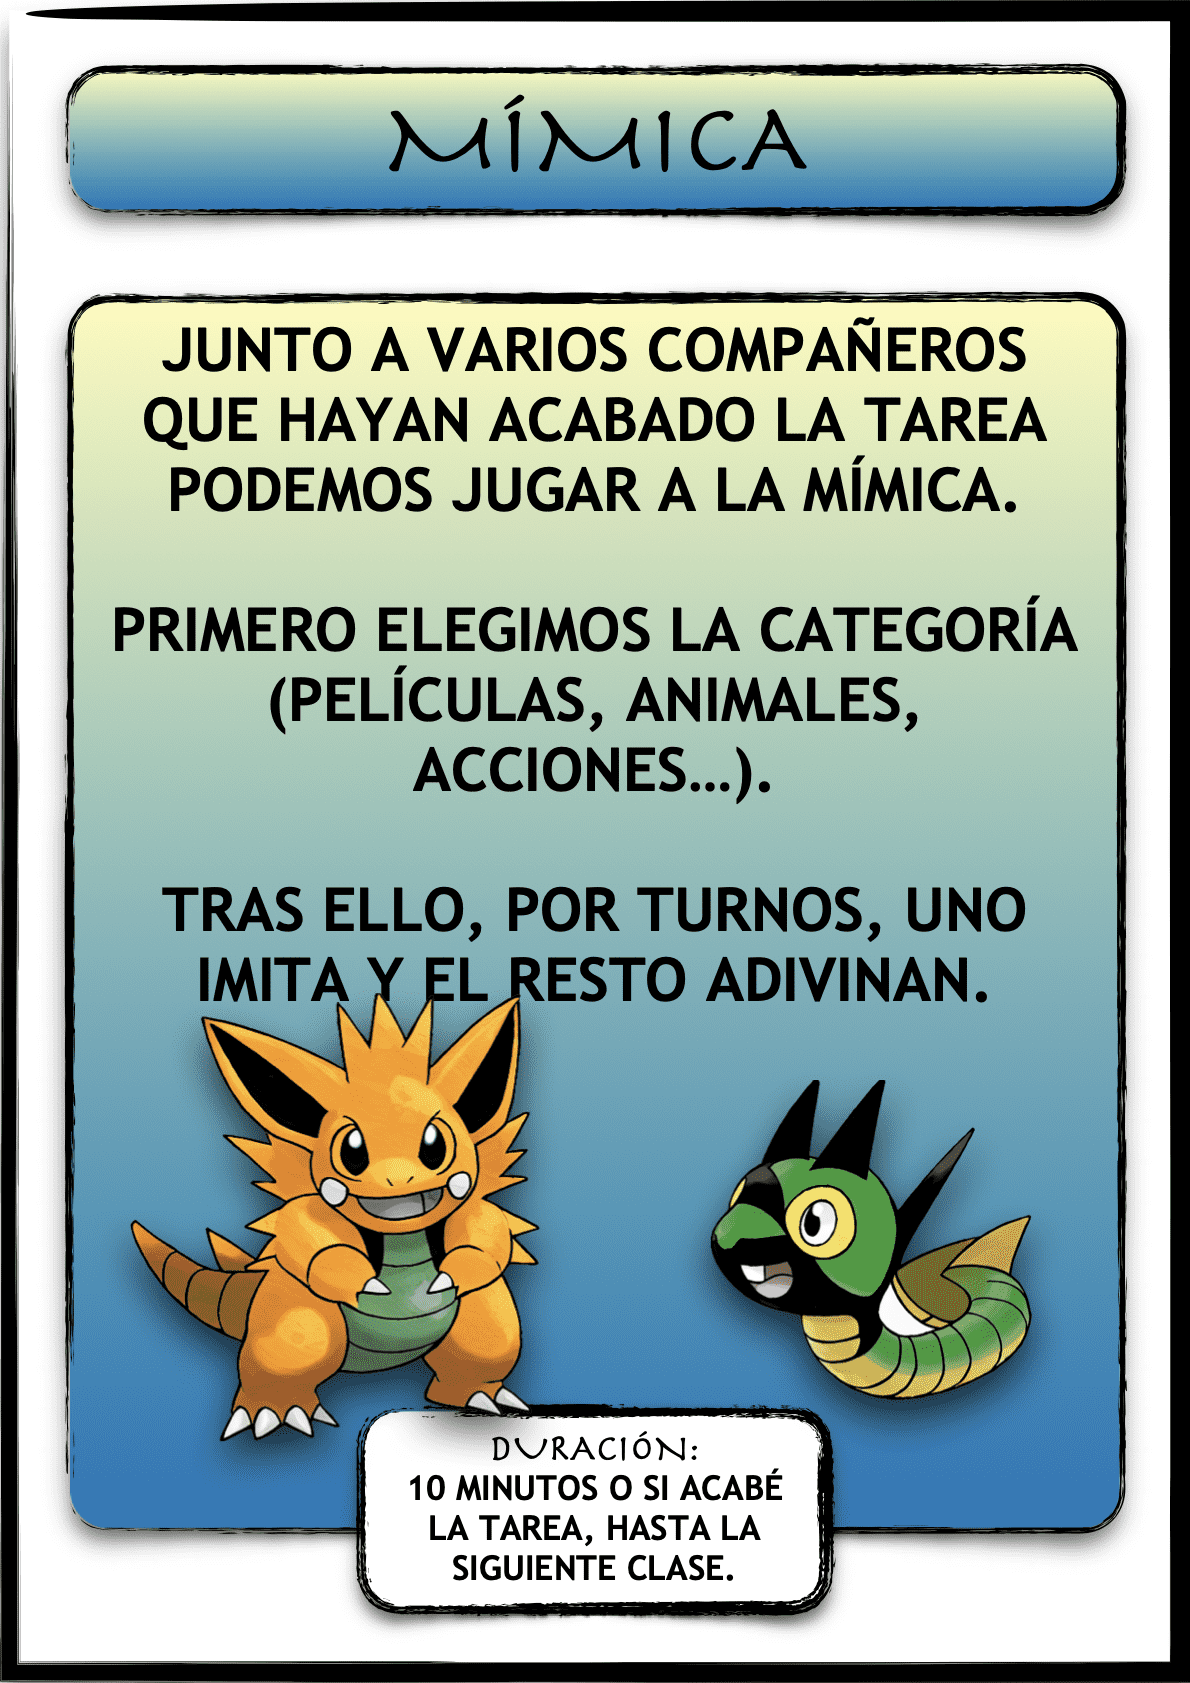 MÍMICA
JUNTO A VARIOS COMPAÑEROS
QUE HAYAN ACABADO LA TAREA
PODEMOS JUGAR A LA MÍMICA.
PRIMERO ELEGIMOS LA CATEGORÍA
(PELÍCULAS, ANIMALES,
ACCIONES...).
TRAS ELLO, POR TURNOS, UNO
IMITA Y EL RESTO ADIVINAN.
DURACIÓN:
10 MINUTOS O SI ACABÉ
LA TAREA, HASTA LA
SIGUIENTE CLASE.